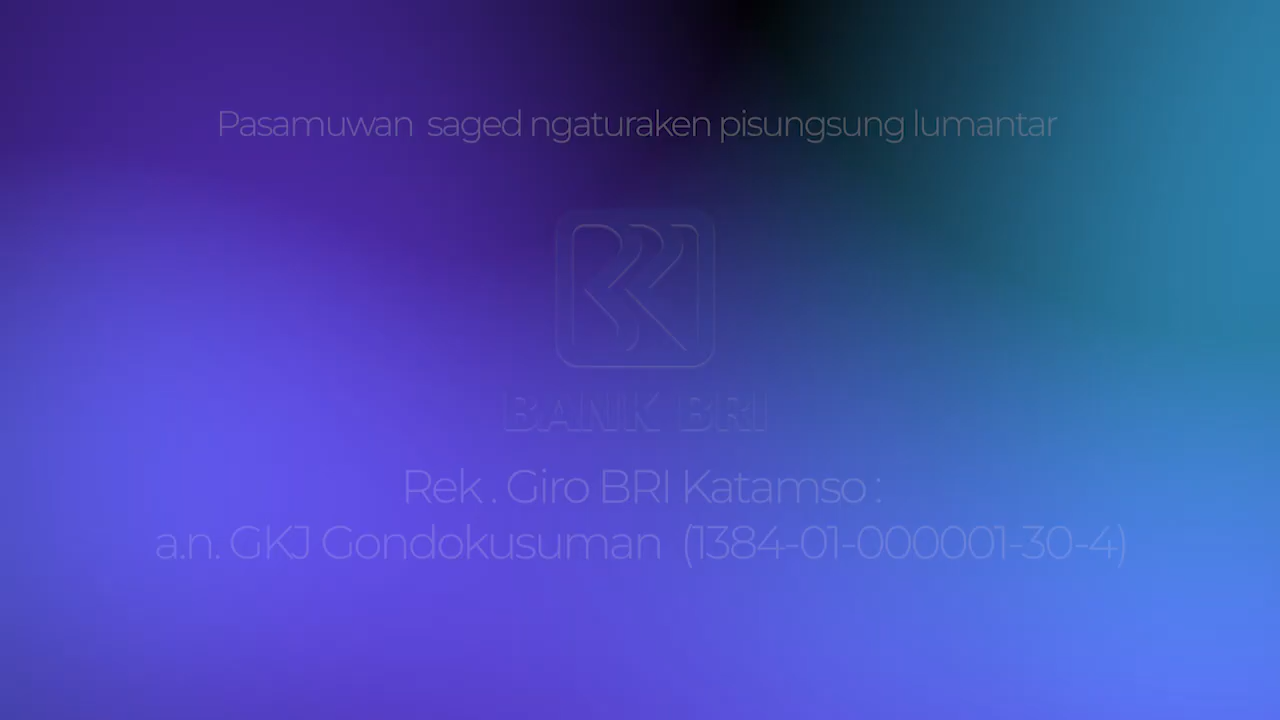 Pasamuwan saged ngaturaken pisungsung lumantar
BANK BRI
Rek . Giro BRI Katamso :
a.n. GKJ Gondokusuman (1384-01-000001-30-4)